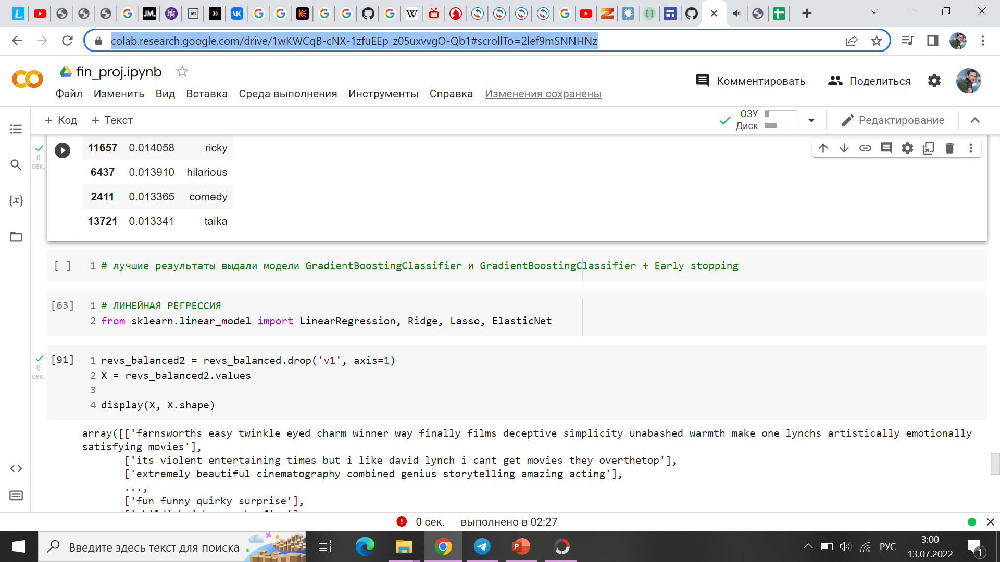 JM.
Int
W
colab.research.google.com/drive/1wKWCqB-cNX-1zfuEEp_z05uxvvgO-Qb1#scrollTo=2lef9mSNNHNz
fin_proj.ipynb
Комментировать
Поделиться
Файл Изменить Вид Вставка Среда выполнения Инструменты Справка Изменения сохранены
+ Код + Текст
ОЗУ
Диск
Редактирование
11657 0.014058 ricky
0
сек.
6437 0.013910 hilarious
2411 0.013365 comedy
13721 0.013341 taika
[ ] 1 # лучшие результаты выдали модели GradientBoostingClassifier и GradientBoostingClassifier + Early stopping
[63] 1 # ЛИНЕЙНАЯ РЕГРЕССИЯ
2 from sklearn.linear_model import LinearRegression, Ridge, Lasso, ElasticNet
[91] 1 revs_balanced2 = revs_balanced.drop('v1', axis=1)
0
сек.
2 X = revs_balanced2.values
3
4 display(X, X.shape)
array([['farnsworths easy twinkle eyed charm winner way finally films deceptive simplicity unabashed warmth make one lynchs artistically emotionally
satisfying movies'],
['its violent entertaining times but i like david lynch i cant get movies they overthetop'],
['extremely beautiful cinematography combined genius storytelling amazing acting'],
...,
['fun funny quirky surprise'],
0 сек. выполнено в 02:27
Введите здесь текст для поиска
РУС
3:00
13.07.2022
1